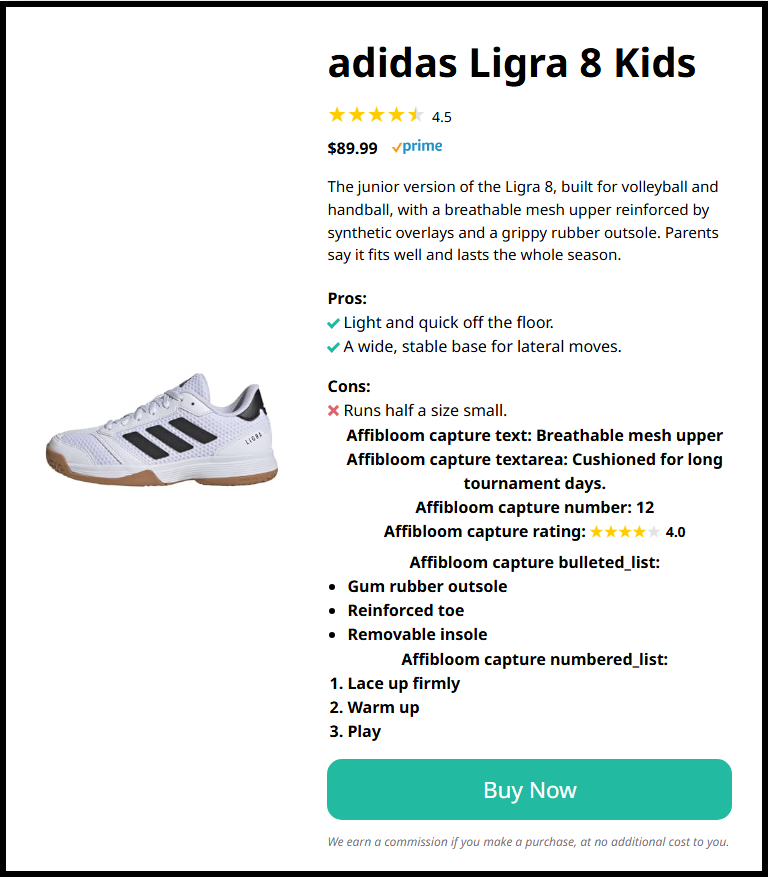 adidas Ligra 8 Kids
4.5
$89.99 prime
The junior version of the Ligra 8, built for volleyball and
handball, with a breathable mesh upper reinforced by
synthetic overlays and a grippy rubber outsole. Parents
say it fits well and lasts the whole season.
Pros:
Light and quick off the floor.
A wide, stable base for lateral moves.
Cons:
Runs half a size small.
LIGRA
Affibloom capture text: Breathable mesh upper
Affibloom capture textarea: Cushioned for long
tournament days.
Affibloom capture number: 12
Affibloom capture rating: 4.0
Affibloom capture bulleted_list:
• Gum rubber outsole
• Reinforced toe
• Removable insole
Affibloom capture numbered_list:
1. Lace up firmly
2. Warm up
3. Play
Buy Now
We earn a commission if you make a purchase, at no additional cost to you.